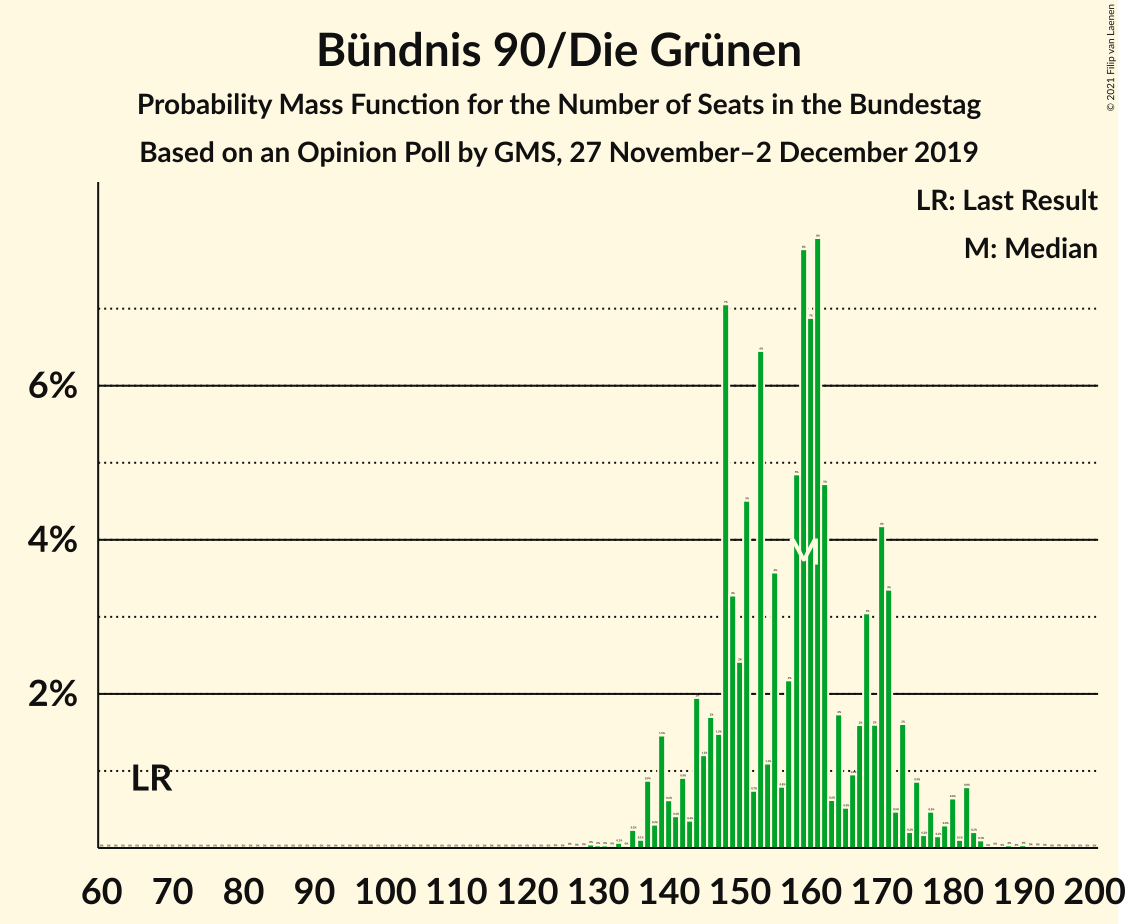 Bündnis 90/Die Grünen
Probability Mass Function for the Number of Seats in the Bundestag
Based on an Opinion Poll by GMS, 27 November–2 December 2019
© 2021 Filip van Laenen
LR: Last Result
M: Median
6%
4%
2%
M
LR
60 70 80 90 100 110 120 130 140 150 160 170 180 190 200